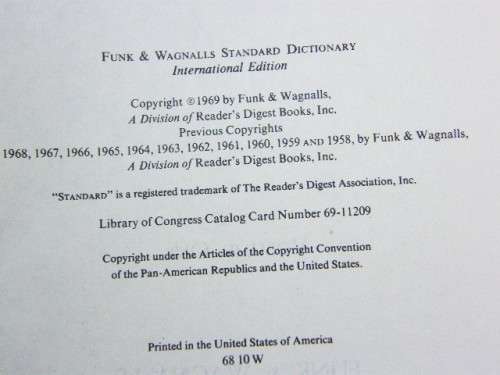 FUNK & WAGNALLS STANDARD DICTIONARY
International Edition
Copyright ©1969 by Funk & Wagnalls,
A Division of Reader's Digest Books, Inc.
Previous Copyrights
1968, 1967, 1966, 1965, 1964, 1963, 1962, 1961, 1960, 1959 AND 1958, by Funk & Wagnalls,
A Division of Reader's Digest Books, Inc.
"STANDARD" is a registered trademark of The Reader's Digest Association, Inc.
Library of Congress Catalog Card Number 69-11209
Copyright under the Articles of the Copyright Convention
of the Pan-American Republics and the United States.
Printed in the United States of America
68 10 W